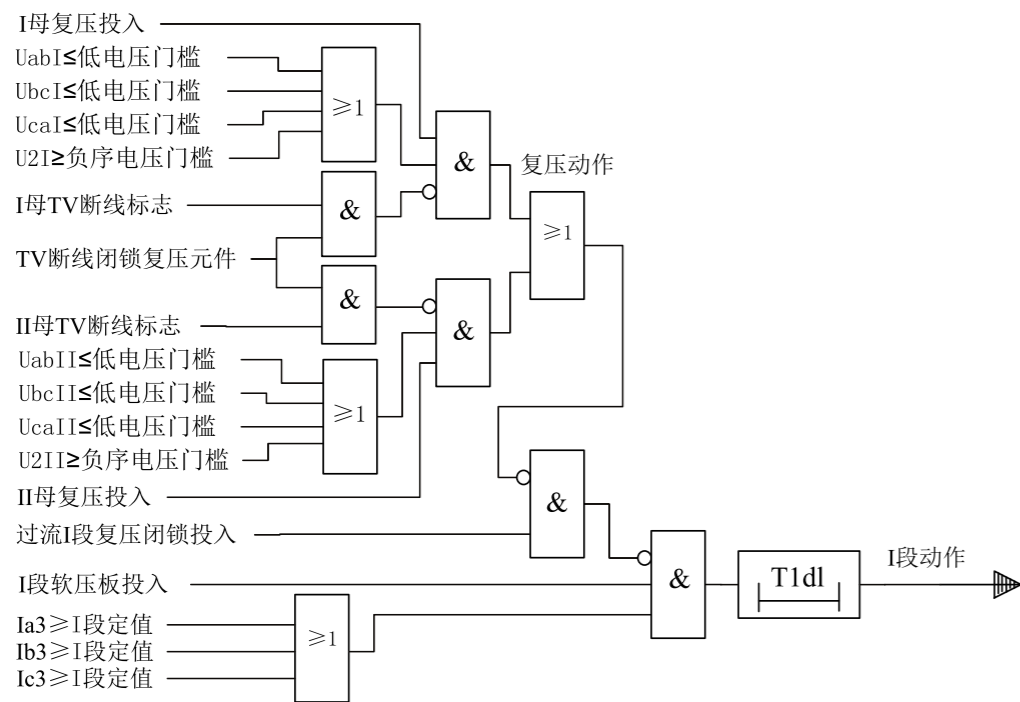 I母复压投入
UabI≤低电压门槛
UbcI≤低电压门槛
UcaI≤低电压门槛
U2I≥负序电压门槛
≥1
&
复压动作
I母TV断线标志
&
≥1
TV断线闭锁复压元件
&
&
II母TV断线标志
UabII≤低电压门槛
UbcII≤低电压门槛
UcaII≤低电压门槛
U2II≥负序电压门槛
≥1
II母复压投入
&
过流I段复压闭锁投入
I段软压板投入
&
T1dl
I段动作
Ia3≥I段定值
Ib3≥I段定值
Ic3≥I段定值
≥1